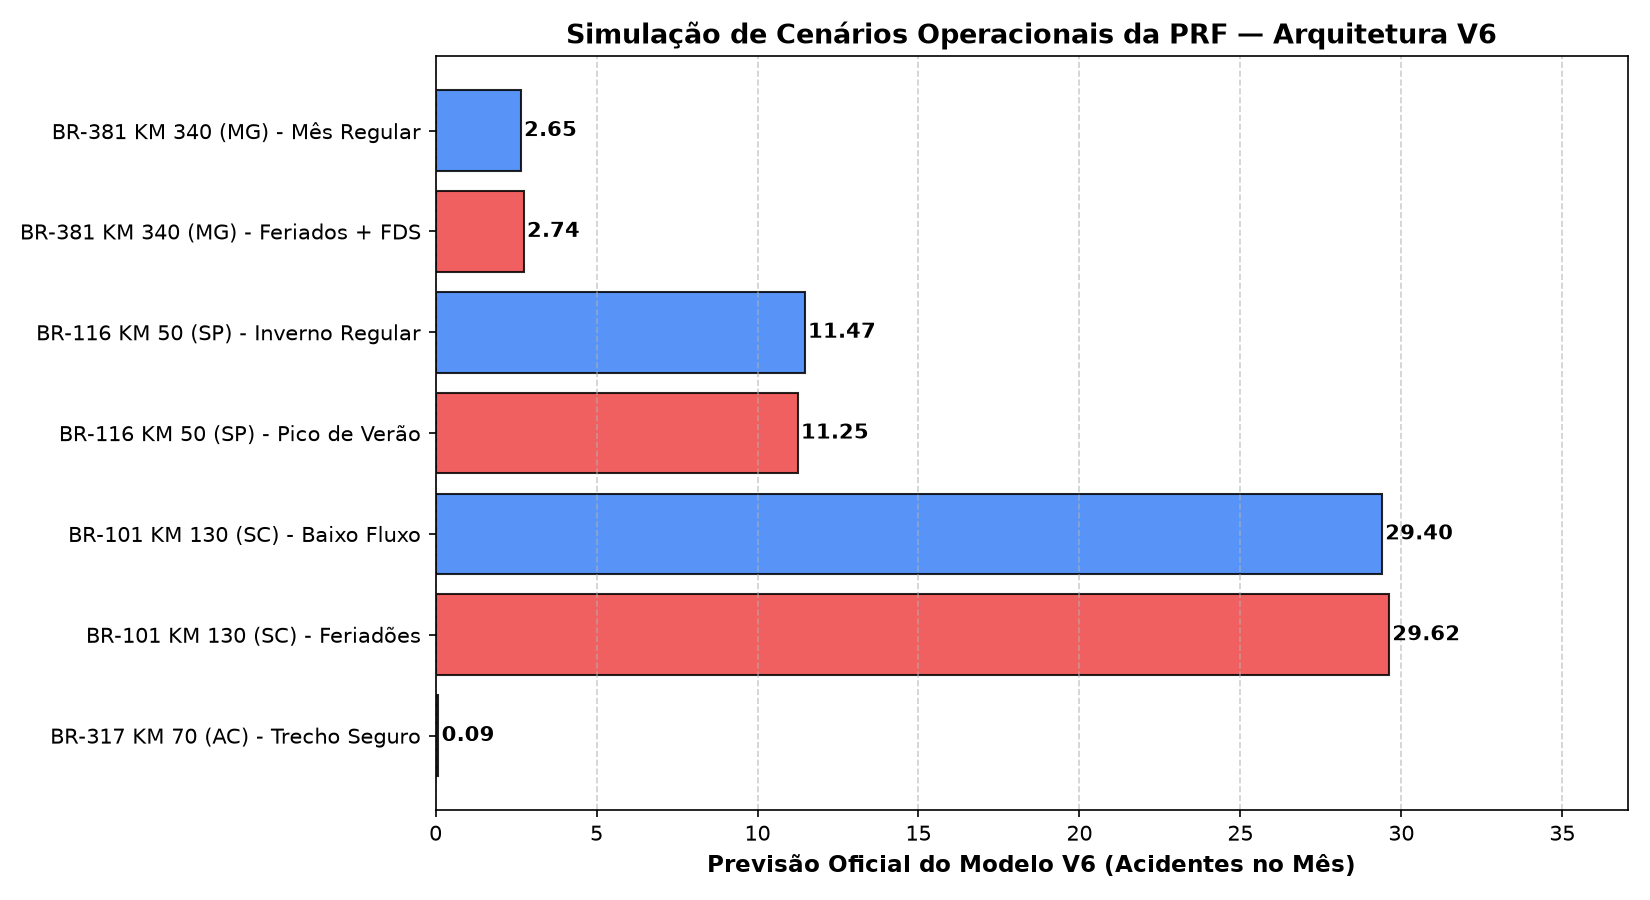 Simulação de Cenários Operacionais da PRF — Arquitetura V6
BR-381 KM 340 (MG) - Mês Regular
2.65
BR-381 KM 340 (MG) - Feriados + FDS
2.74
BR-116 KM 50 (SP) - Inverno Regular
11.47
BR-116 KM 50 (SP) - Pico de Verão
11.25
BR-101 KM 130 (SC) - Baixo Fluxo
29.40
BR-101 KM 130 (SC) - Feriadões
29.62
BR-317 KM 70 (AC) - Trecho Seguro
0.09
0 5 10 15 20 25 30 35
Previsão Oficial do Modelo V6 (Acidentes no Mês)